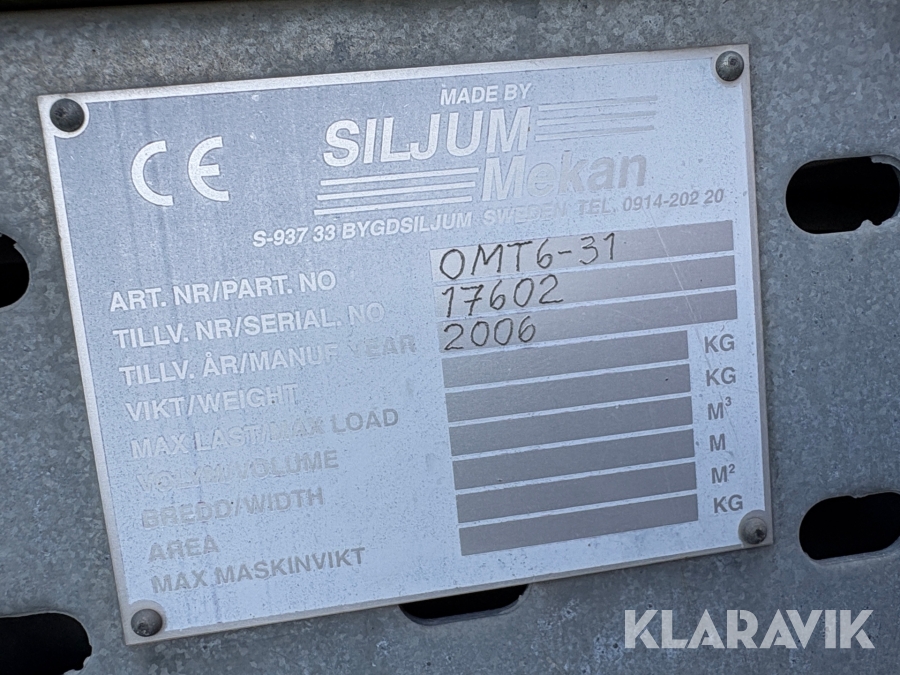 CE
MADE BY
SILJUM
Mekan
S-937 33 BYGDSILJUM SWEDEN TEL. 0914-202 20
ART. NR/PART. NO OMT6-31
TILLV. NR/SERIAL. NO 17602
TILLV. ÅR/MANUF. YEAR 2006
VIKT/WEIGHT KG
MAX LAST/MAX LOAD KG
VOLYM/VOLUME M³
BREDD/WIDTH M
AREA M²
MAX MASKINVIKT KG
KLARAVIK